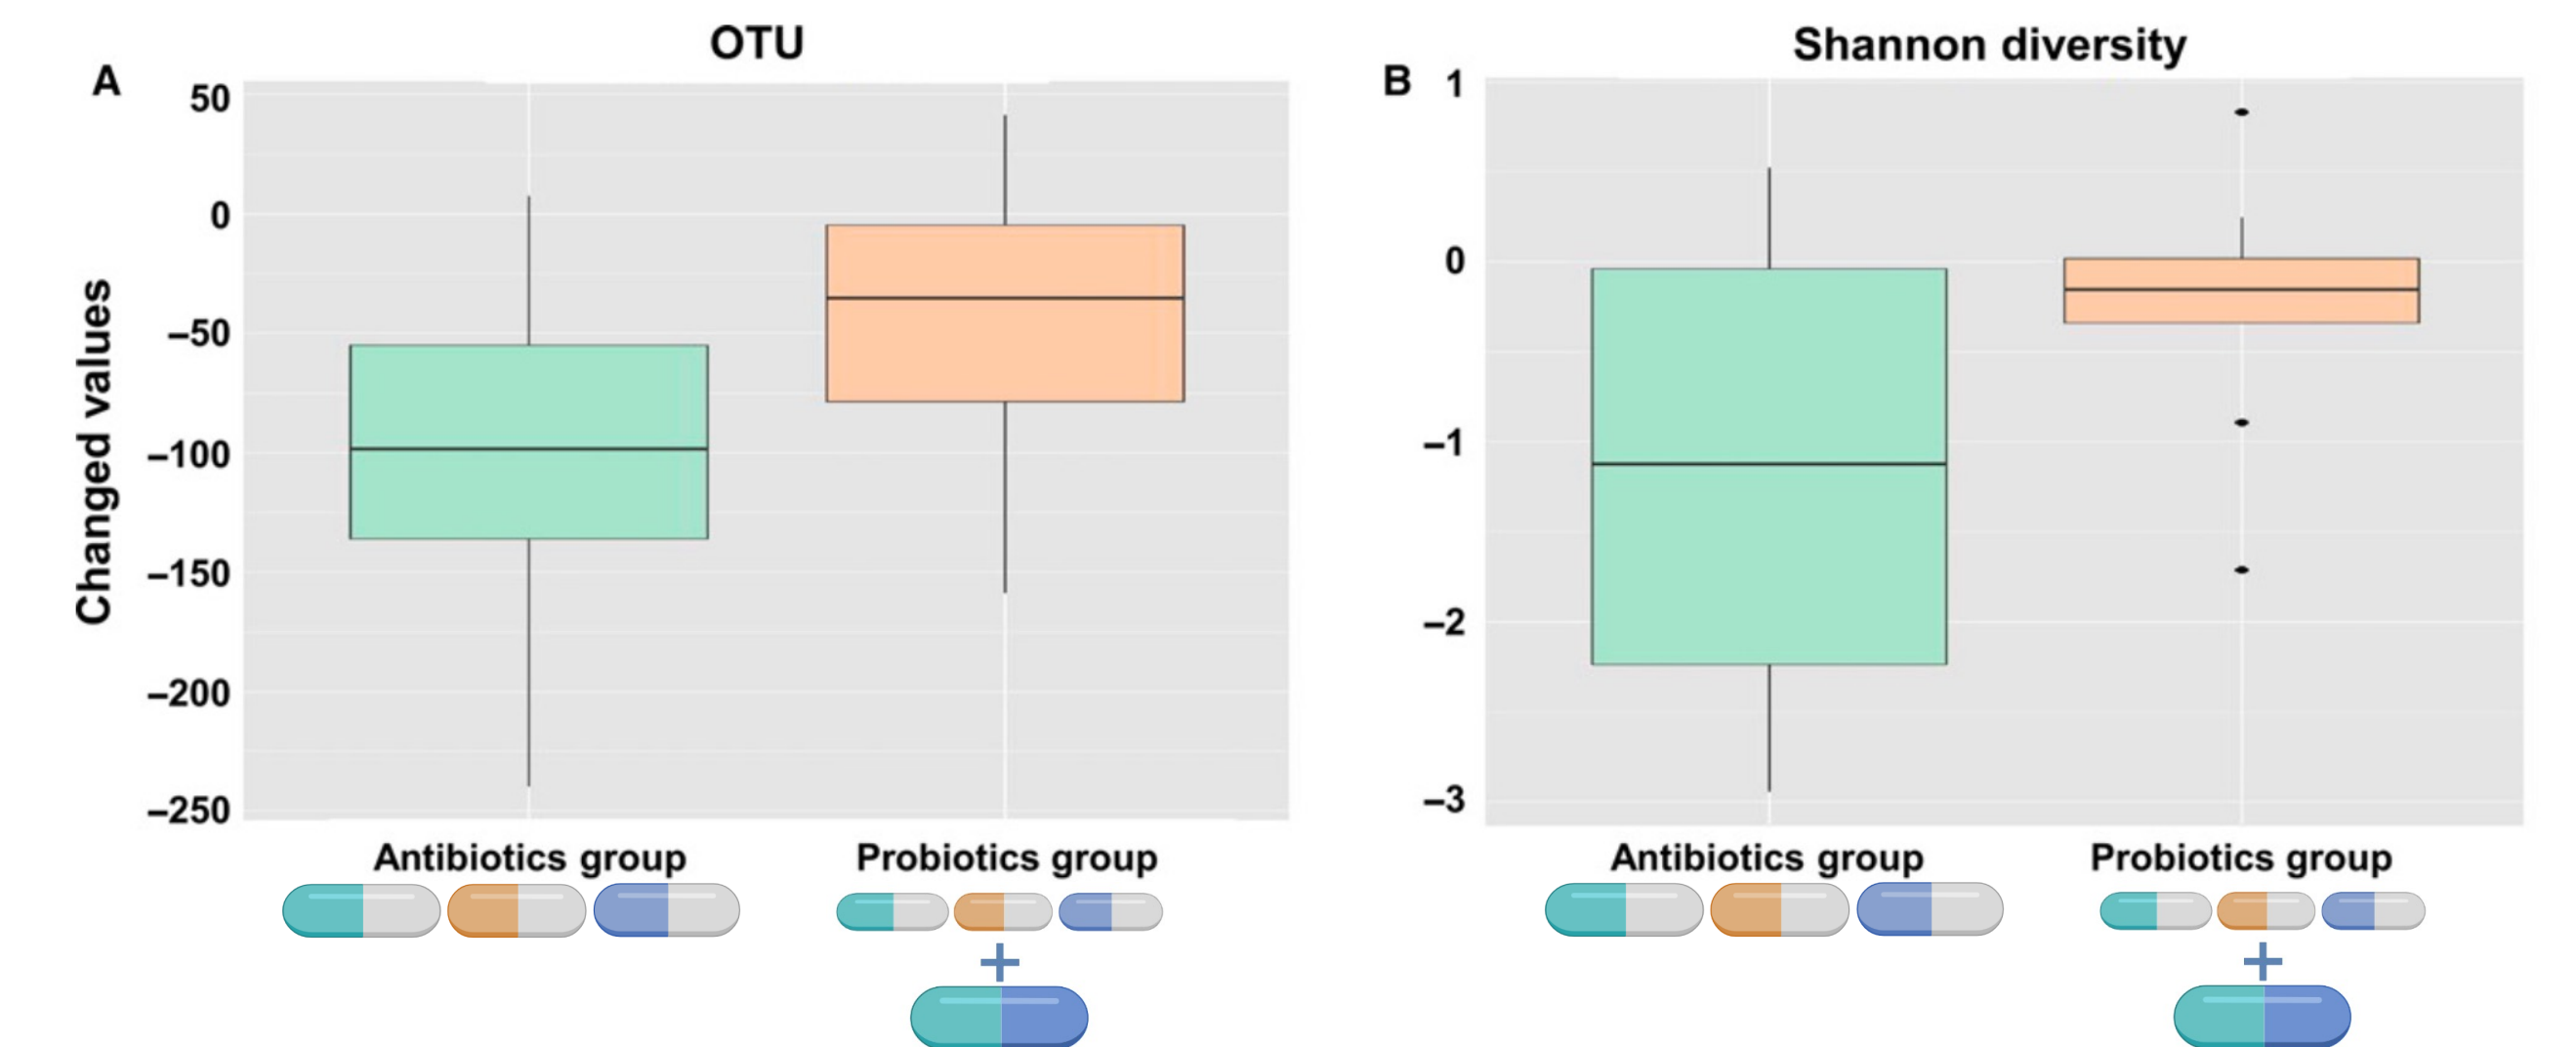 OTU
A
50
0
–50
–100
–150
–200
–250
Changed values
Antibiotics group
Probiotics group
+
Shannon diversity
B
1
0
–1
–2
–3
Antibiotics group
Probiotics group
+